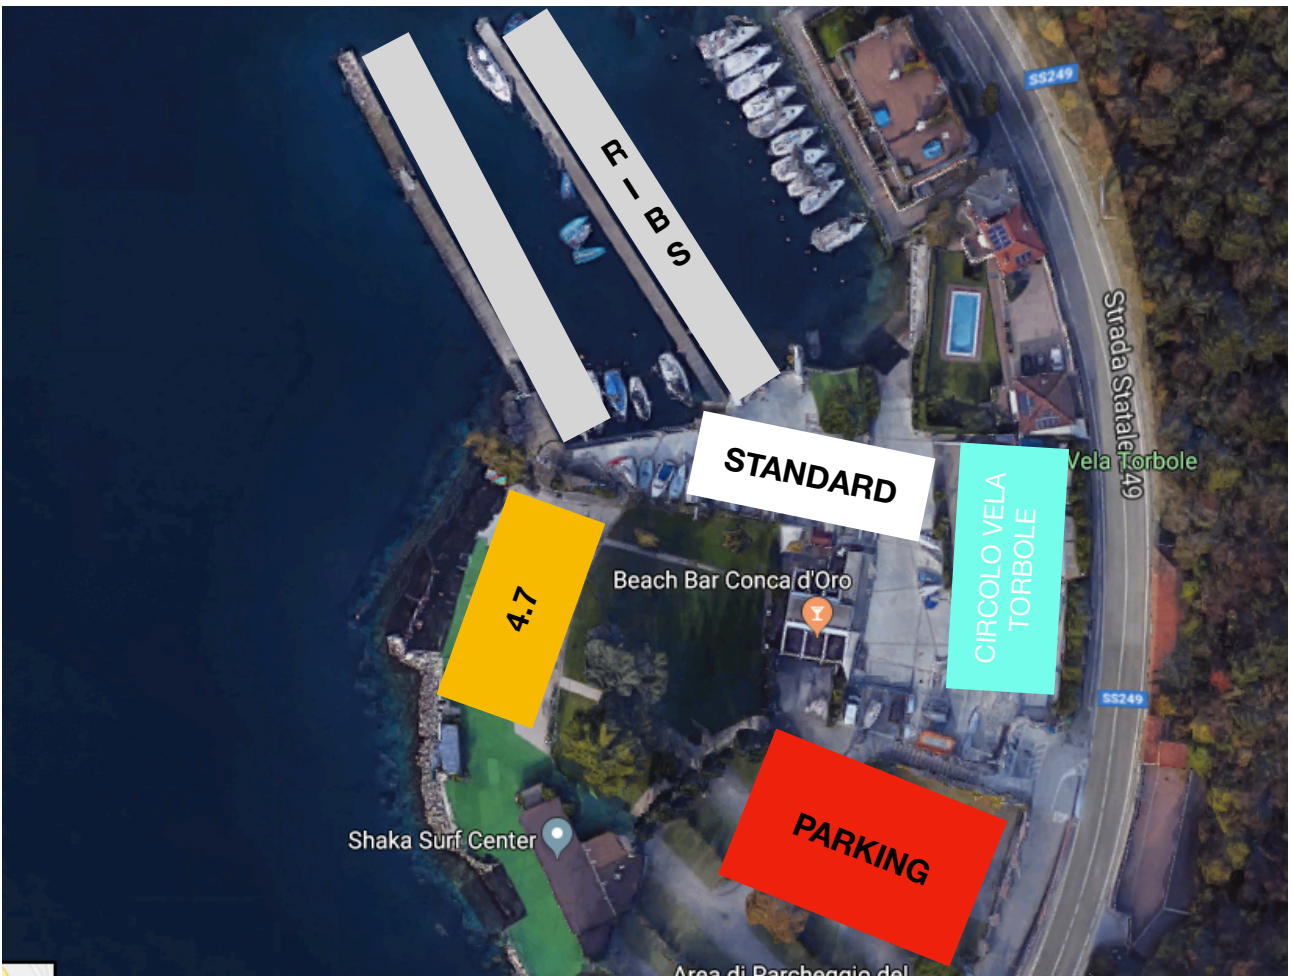 SS249
RIBS
Strada Statale 49
Vela Torbole
STANDARD
CIRCOLO VELA
TORBOLE
4.7
Beach Bar Conca d'Oro
SS249
PARKING
Shaka Surf Center
Area di Parcheggio del